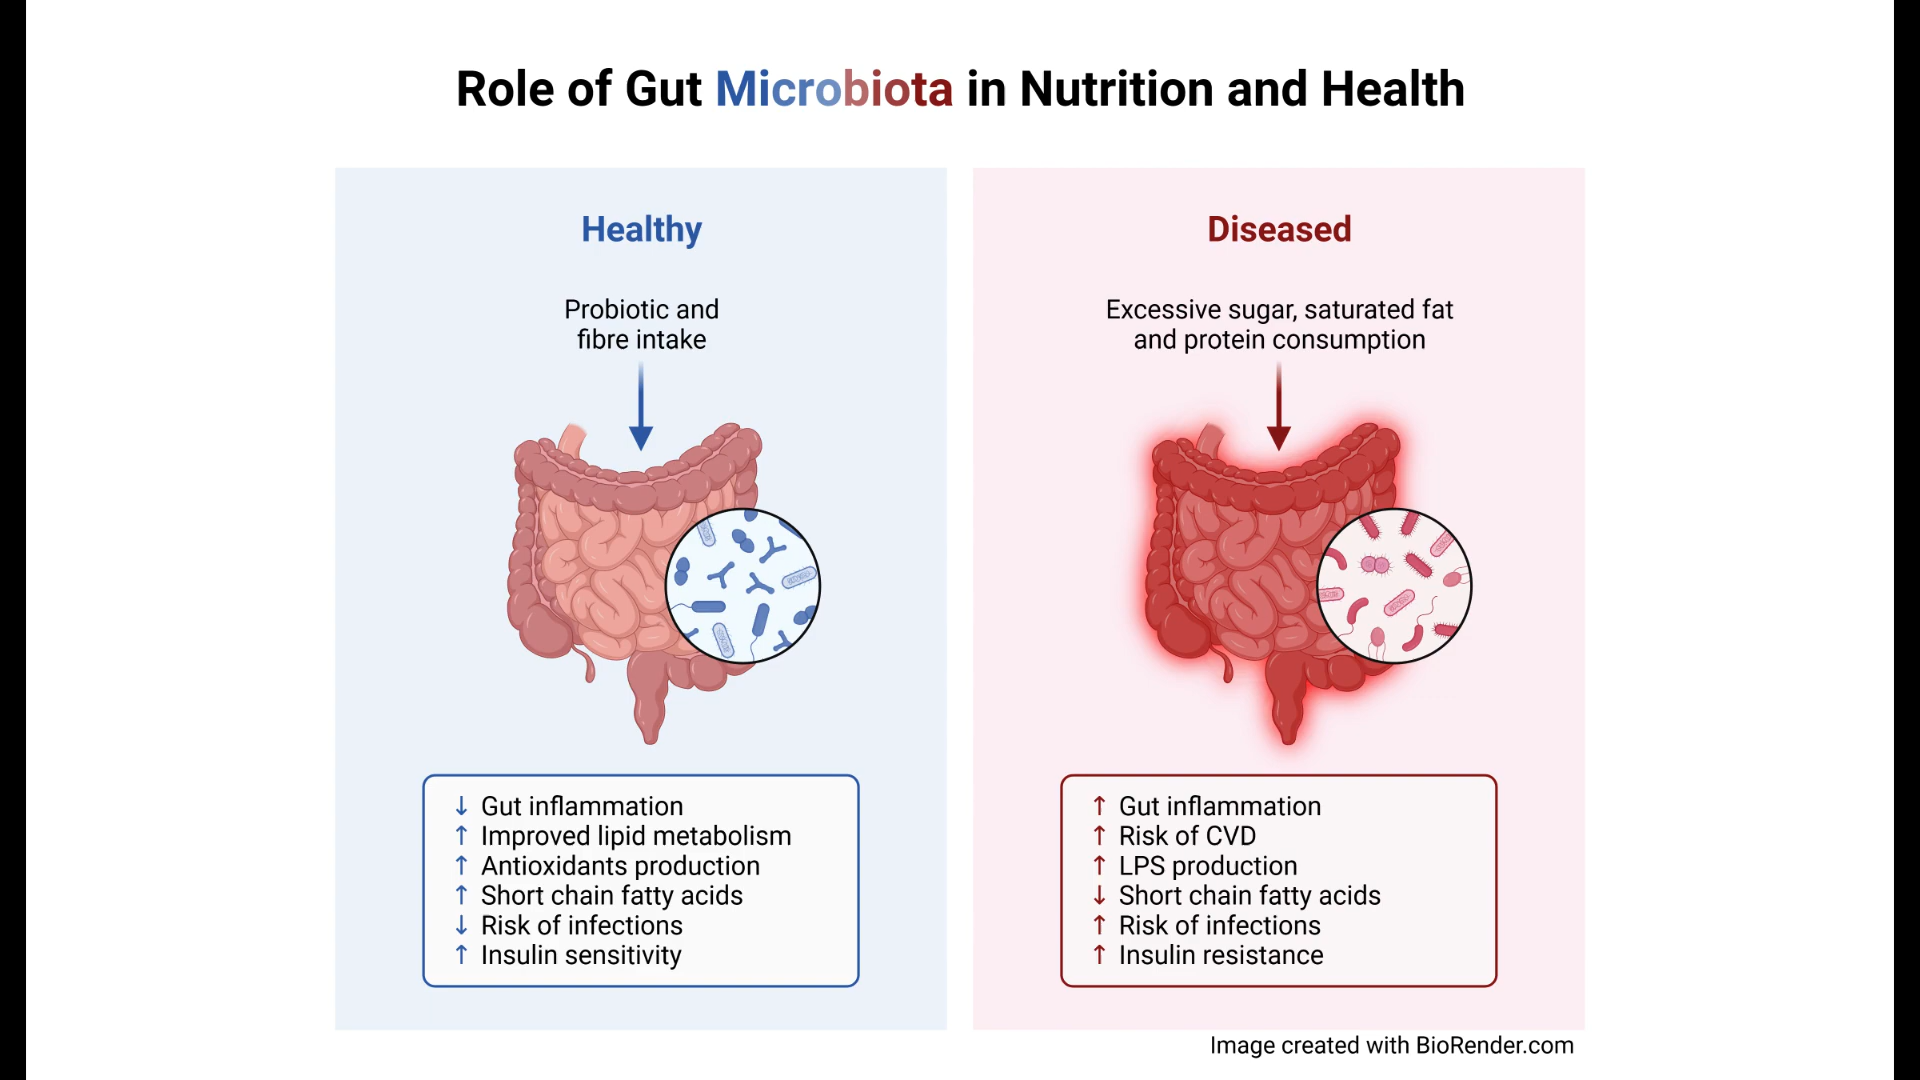 Role of Gut Microbiota in Nutrition and Health
Healthy
Probiotic and
fibre intake
↓ Gut inflammation
↑ Improved lipid metabolism
↑ Antioxidants production
↑ Short chain fatty acids
↓ Risk of infections
↑ Insulin sensitivity
Diseased
Excessive sugar, saturated fat
and protein consumption
↑ Gut inflammation
↑ Risk of CVD
↑ LPS production
↓ Short chain fatty acids
↑ Risk of infections
↑ Insulin resistance
Image created with BioRender.com